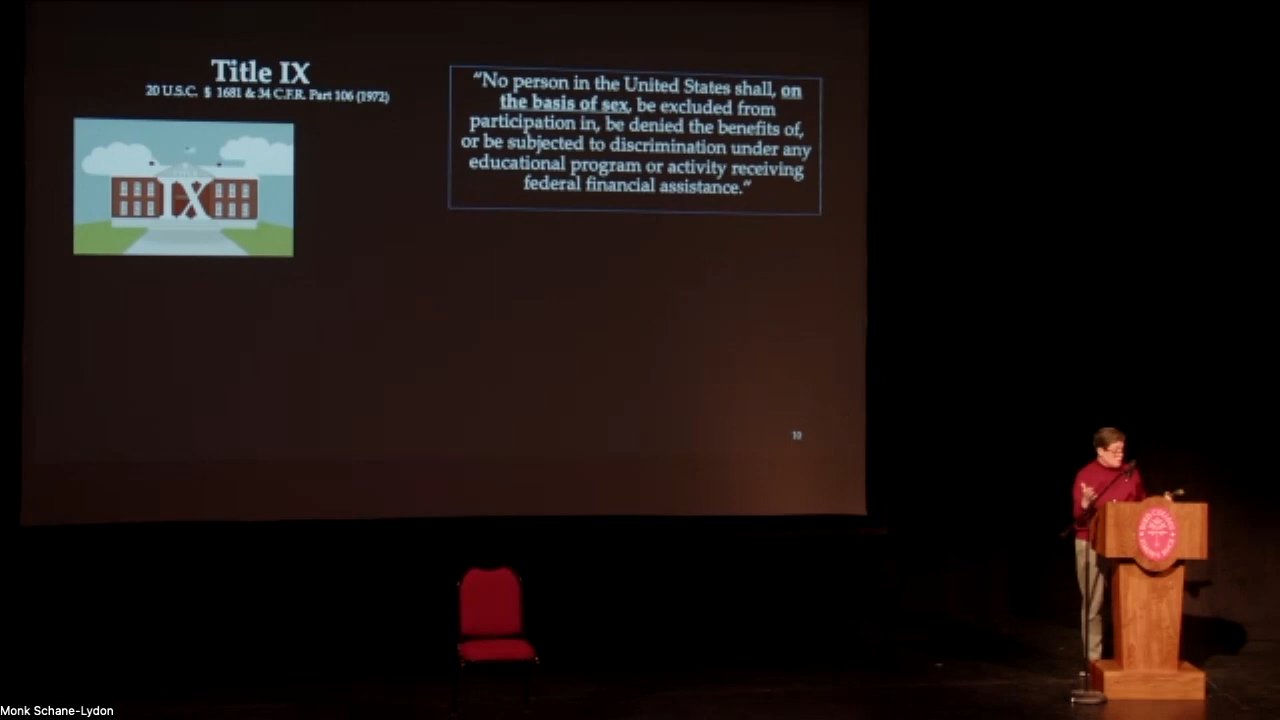 Title IX
20 U.S.C. § 1681 & 34 C.F.R. Part 106 (1972)
IX
“No person in the United States shall, on
the basis of sex, be excluded from
participation in, be denied the benefits of,
or be subjected to discrimination under any
educational program or activity receiving
federal financial assistance.”
10
Monk Schane-Lydon